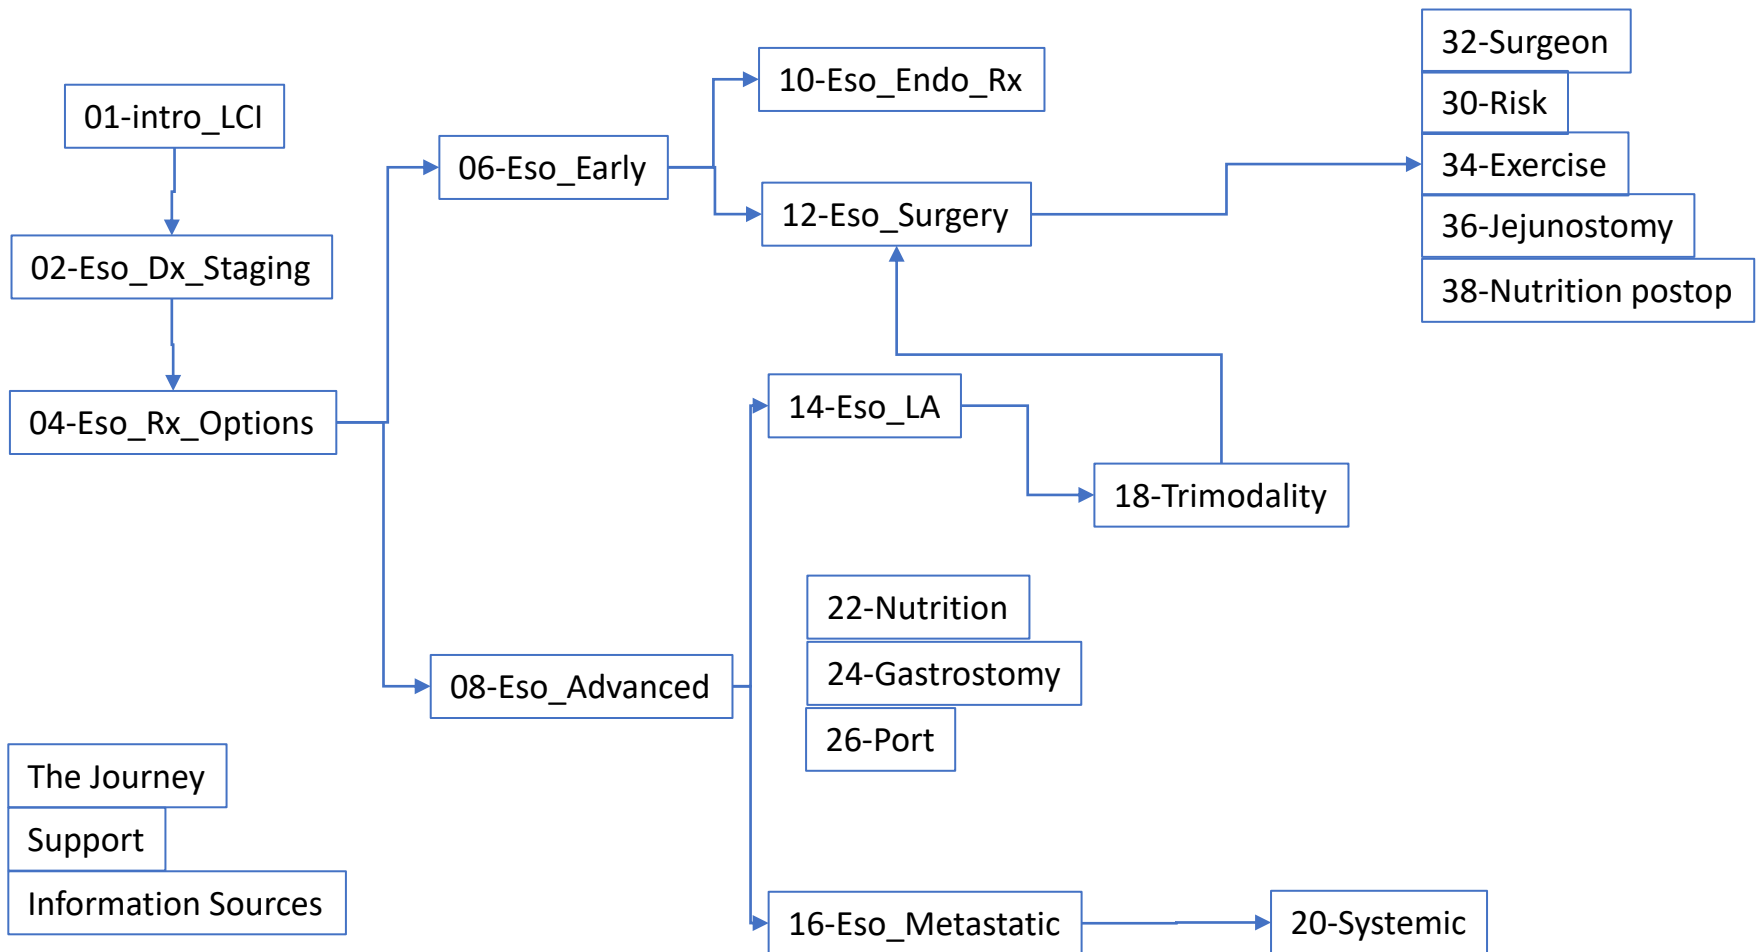 01-intro_LCI
02-Eso_Dx_Staging
04-Eso_Rx_Options
06-Eso_Early
08-Eso_Advanced
10-Eso_Endo_Rx
12-Eso_Surgery
14-Eso_LA
18-Trimodality
22-Nutrition
24-Gastrostomy
26-Port
16-Eso_Metastatic
20-Systemic
32-Surgeon
30-Risk
34-Exercise
36-Jejunostomy
38-Nutrition postop
The Journey
Support
Information Sources